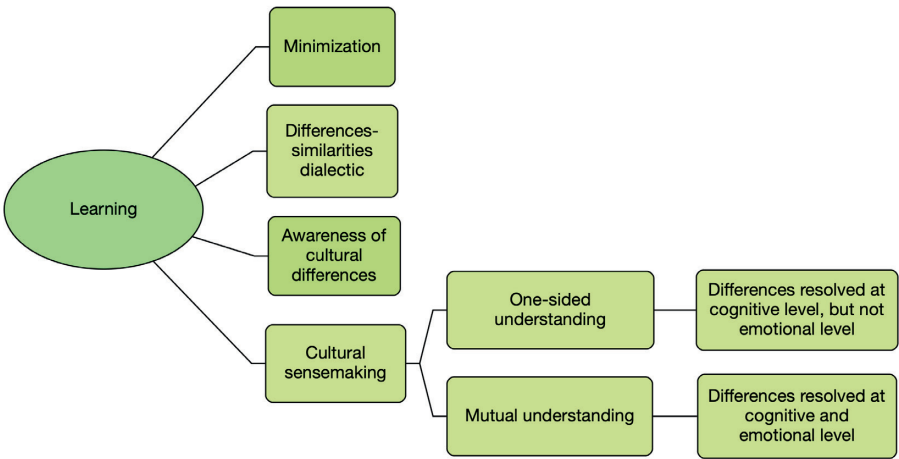 Minimization
Differences-
similarities
dialectic
Learning
Awareness of
cultural
differences
One-sided
understanding
Differences resolved at
cognitive level, but not
emotional level
Cultural
sensemaking
Mutual understanding
Differences resolved at
cognitive and
emotional level